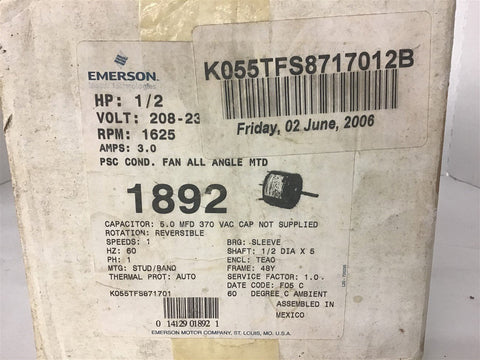 EMERSON
K055TFS8717012B
Friday, 02 June, 2006
HP: 1/2
VOLT: 208-23
RPM: 1625
AMPS: 3.0
PSC COND. FAN ALL ANGLE MTD
1892
CAPACITOR: 5.0 MFD 370 VAC CAP NOT SUPPLIED
ROTATION: REVERSIBLE
SPEEDS: 1
HZ: 60
PH: 1
MTG: STUD/BAND
THERMAL PROT: AUTO
K055TFS871701
BRG: SLEEVE
SHAFT: 1/2 DIA X 5
ENCL: TEAO
FRAME: 48Y
SERVICE FACTOR: 1.0
DATE CODE: F05 C
60 DEGREE C AMBIENT
ASSEMBLED IN
MEXICO
0 14129 01892 1
EMERSON MOTOR COMPANY, ST. LOUIS, MO. U.S.A.